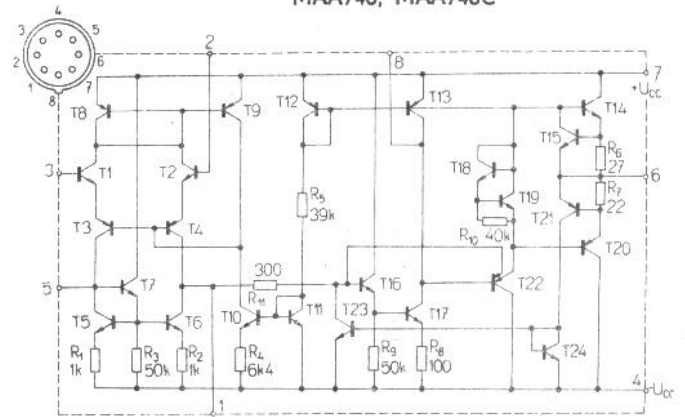 MAA748, MAA748C
4
3 5
2 6
1 7
8
2 8
7
+Ucc
T8 T9 T12 T13 T14
T15
R6
27
3 T1 T2 T18 6
R5
39k
T19 R7
22
T3 T4 R10 40k T21 T20
300
R11
5 T7 T16 T22
T5 T6 T10 T11 T23 T17
T24
R1
1k
R3
50k
R2
1k
R4
6k4
R9
50k
R8
100
4
-Ucc
1